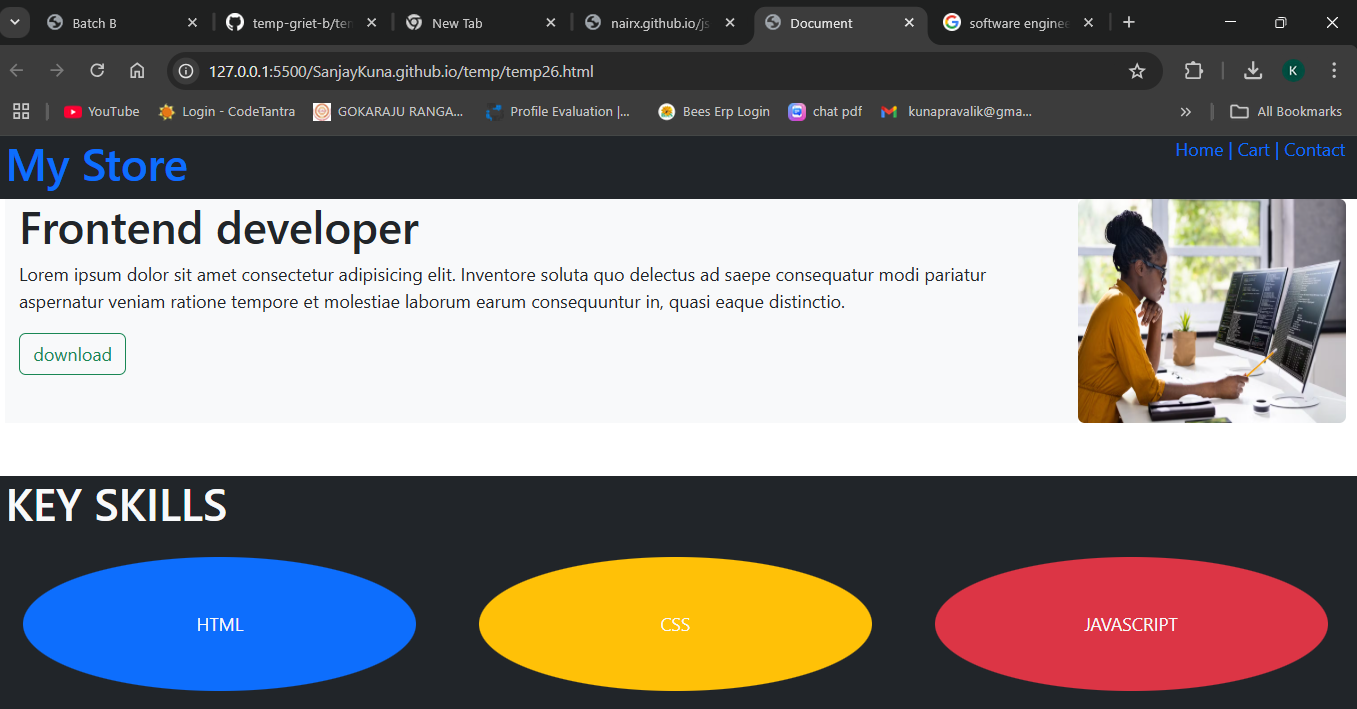 Batch B
temp-griet-b/ten
New Tab
nairx.github.io/js
Document
software enginee
127.0.0.1:5500/SanjayKuna.github.io/temp/temp26.html
K
YouTube
Login - CodeTantra
GOKARAJU RANGA...
Profile Evaluation |...
Bees Erp Login
chat pdf
kunapravalik@gma...
»
All Bookmarks
My Store
Home | Cart | Contact
Frontend developer
Lorem ipsum dolor sit amet consectetur adipisicing elit. Inventore soluta quo delectus ad saepe consequatur modi pariatur
aspernatur veniam ratione tempore et molestiae laborum earum consequuntur in, quasi eaque distinctio.
download
KEY SKILLS
HTML
CSS
JAVASCRIPT